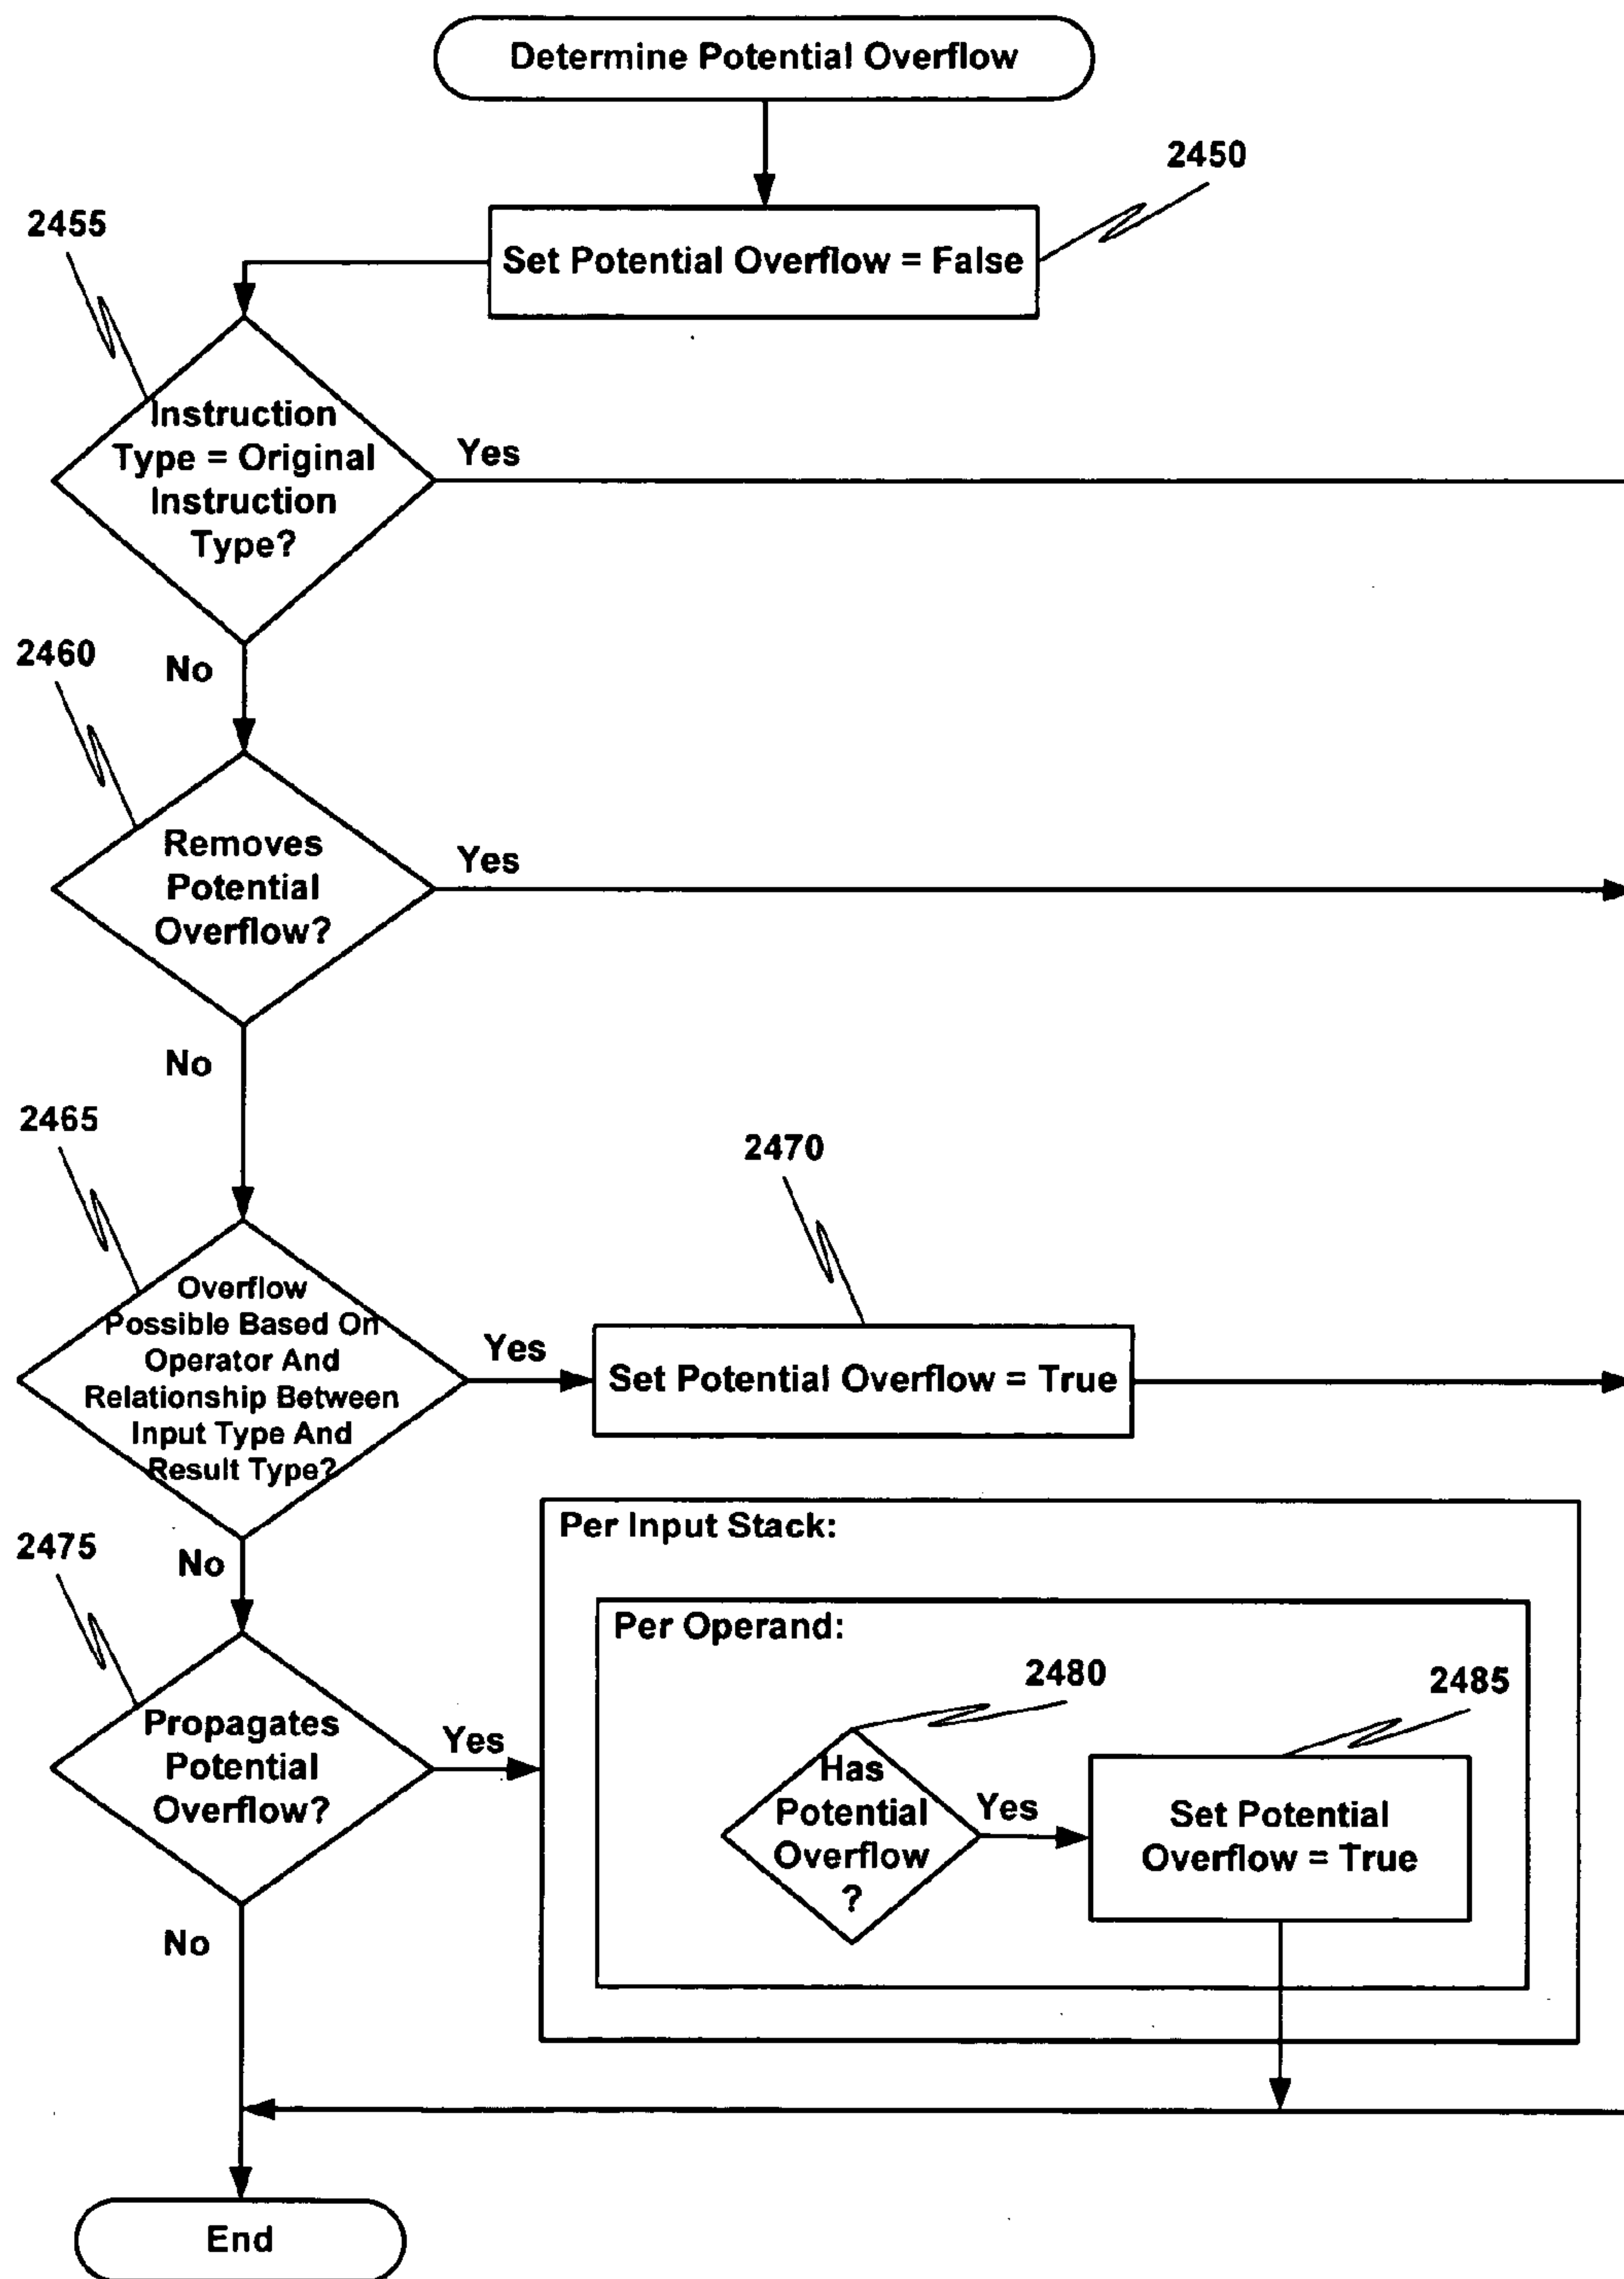 Determine Potential Overflow
2450
2455
Set Potential Overflow = False
Instruction
Type = Original
Instruction
Type?
Yes
2460
No
Removes
Potential
Overflow?
Yes
No
2465
2470
Overflow
Possible Based On
Operator And
Relationship Between
Input Type And
Result Type?
Yes
Set Potential Overflow = True
No
2475
Per Input Stack:
Per Operand:
2480
2485
Propagates
Potential
Overflow?
Yes
Has
Potential
Overflow
?
Yes
Set Potential
Overflow = True
No
End